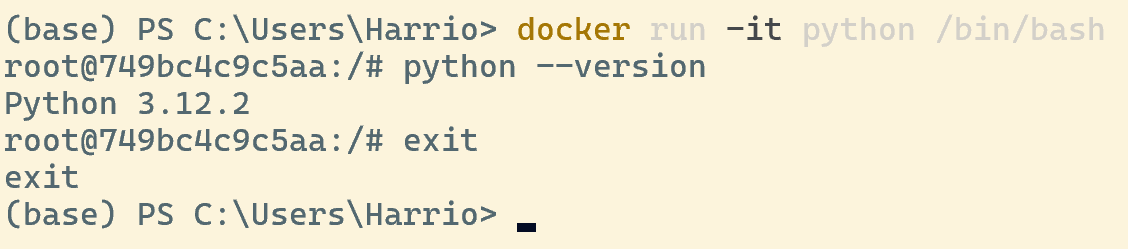 (base) PS C:\Users\Harrio> docker run -it python /bin/bash
root@749bc4c9c5aa:/# python --version
Python 3.12.2
root@749bc4c9c5aa:/# exit
exit
(base) PS C:\Users\Harrio>